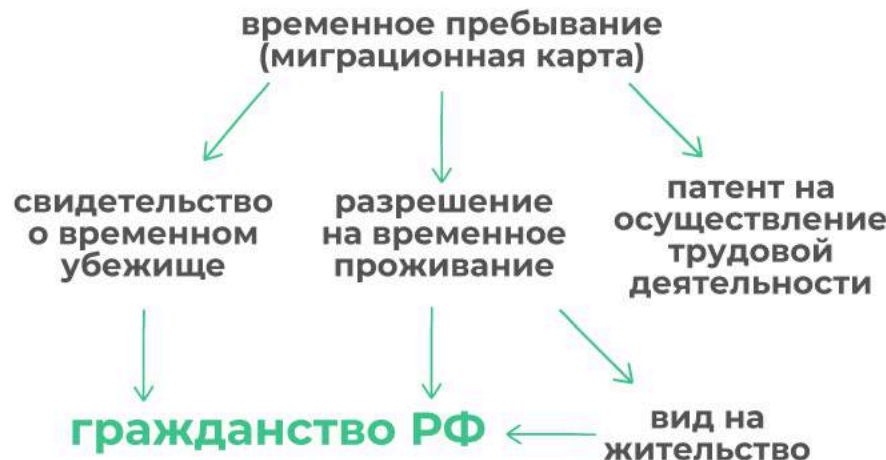 временное пребывание
(миграционная карта)
свидетельство
о временном
убежище
разрешение
на временное
проживание
патент на
осуществление
трудовой
деятельности
гражданство РФ
вид на
жительство